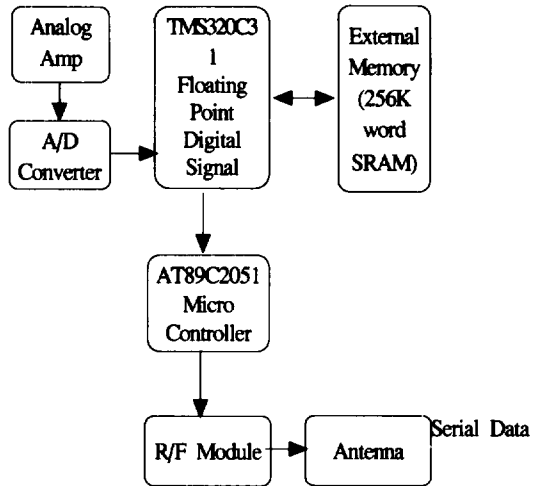 Analog
Amp
A/D
Converter
TMS320C3
1
Floating
Point
Digital
Signal
External
Memory
(256K
word
SRAM)
AT89C2051
Micro
Controller
R/F Module
Antenna
Serial Data